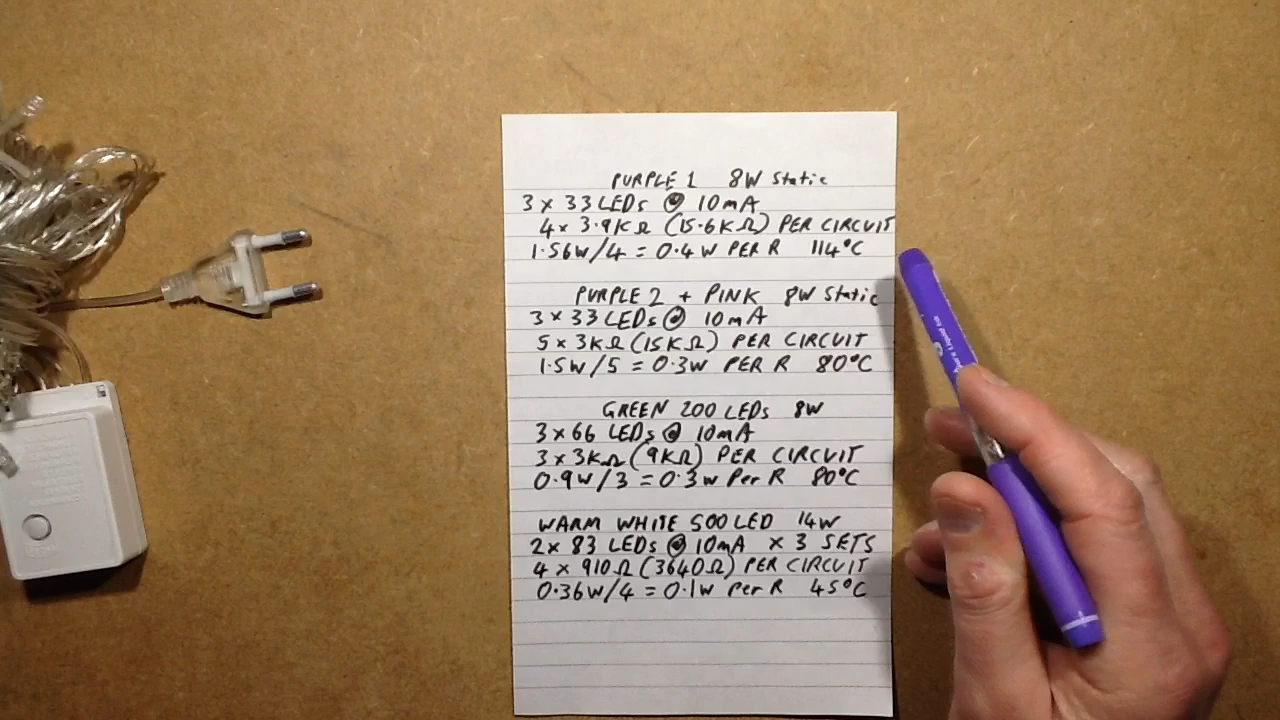 PURPLE 1 8W Static
3 x 33 LEDs @ 10mA
4 x 3.9KΩ (15.6KΩ) PER CIRCUIT
1.56W/4 = 0.4W PER R 114°C
PURPLE 2 + PINK 8W Static
3 x 33 LEDs @ 10mA
5 x 3KΩ (15KΩ) PER CIRCUIT
1.5W/5 = 0.3W PER R 80°C
GREEN 200 LEDs 8W
3 x 66 LEDs @ 10mA
3 x 3KΩ (9KΩ) PER CIRCUIT
0.9W/3 = 0.3W Per R 80°C
WARM WHITE 500 LED 14W
2 x 83 LEDs @ 10mA x 3 SETS
4 x 910Ω (3640Ω) PER CIRCUIT
0.36W/4 = 0.1W Per R 45°C